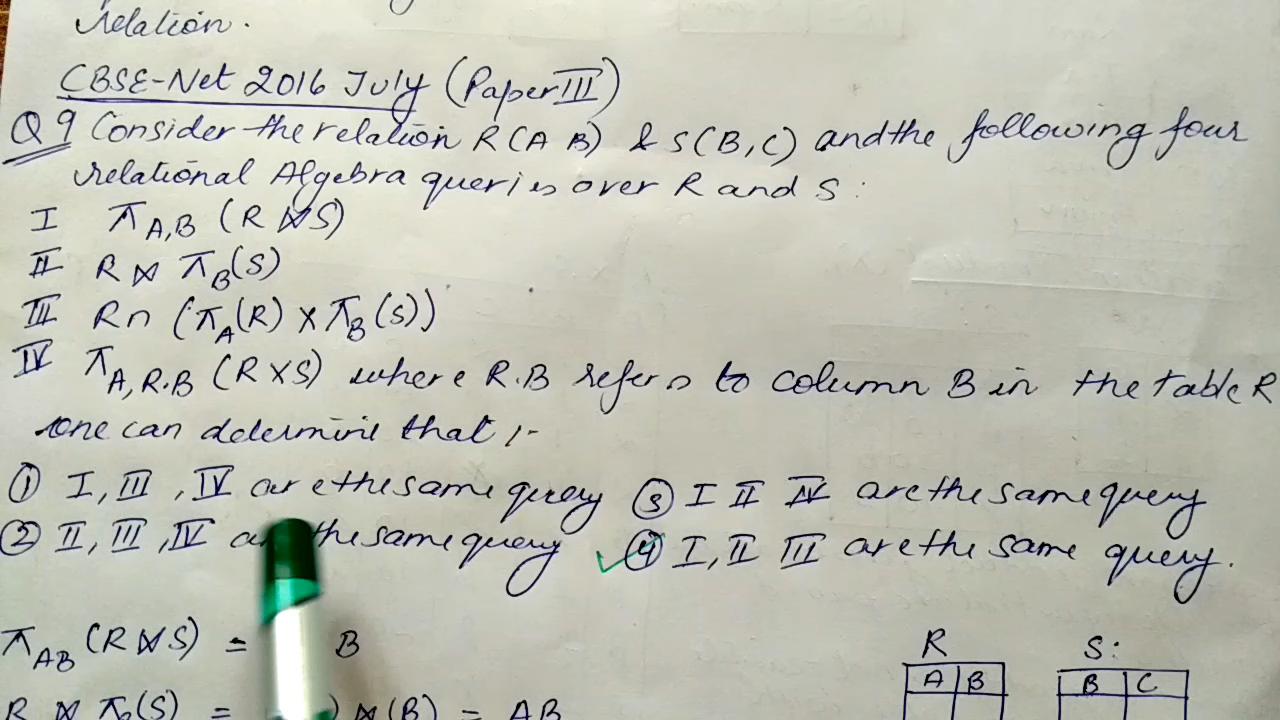 relation.
CBSE-Net 2016 July (Paper III)
Q9 Consider the relation R(A B) & S(B,C) and the following four
relational Algebra queries over R and S:
I π A,B (R ⋈ S)
II R ⋈ π B (S)
III R ∩ (π A (R) × π B (S))
IV π A, R.B (R × S) where R.B refers to column B in the table R
one can determine that :-
① I, III, IV are the same query ③ I II IV are the same query
② II, III, IV the same query ✓ ④ I, II III are the same query.
π AB (R ⋈ S) = B
R ⋈ π B (S) = ) ⋈ (B) = AB
R S:
A B B C